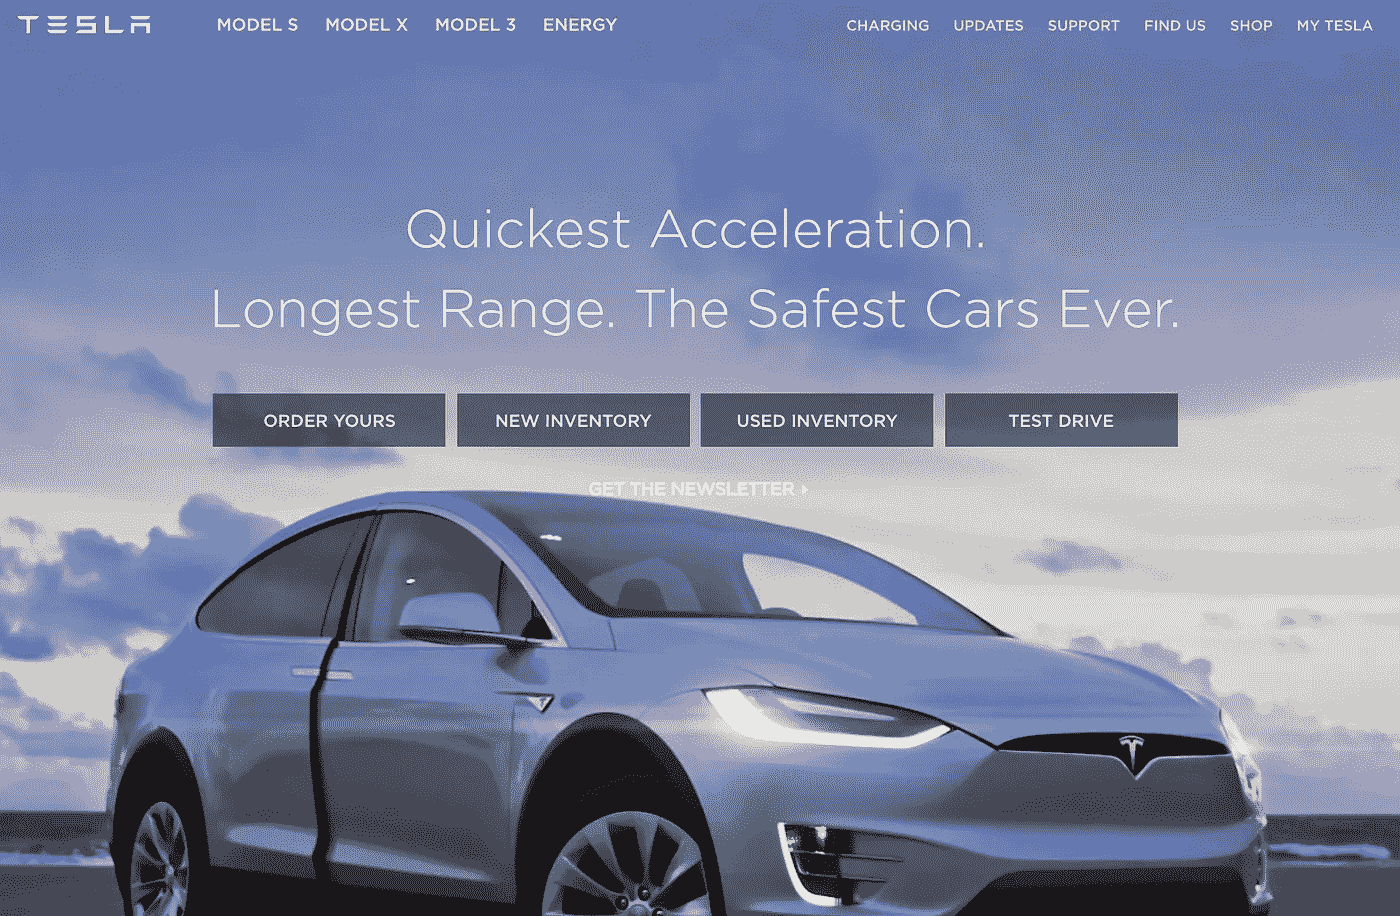 TESLA MODEL S MODEL X MODEL 3 ENERGY CHARGING UPDATES SUPPORT FIND US SHOP MY TESLA
Quickest Acceleration.
Longest Range. The Safest Cars Ever.
ORDER YOURS NEW INVENTORY USED INVENTORY TEST DRIVE
GET THE NEWSLETTER